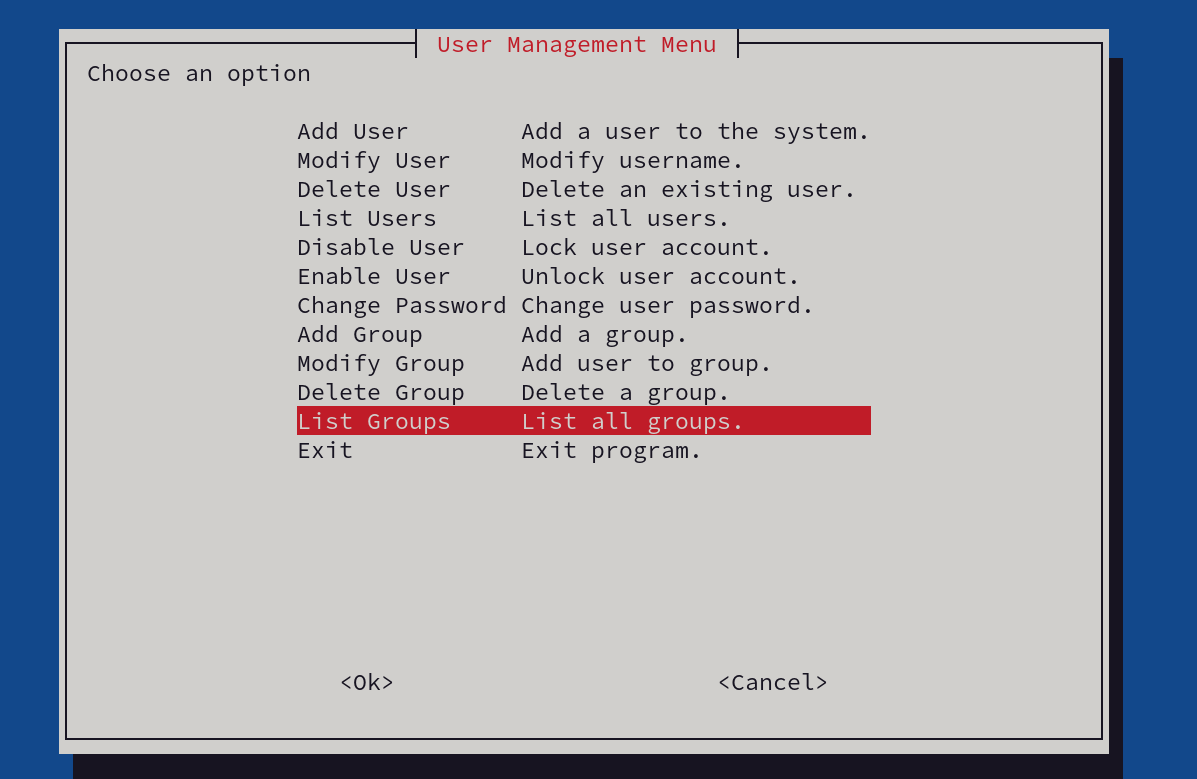 User Management Menu
Choose an option
Add User Add a user to the system.
Modify User Modify username.
Delete User Delete an existing user.
List Users List all users.
Disable User Lock user account.
Enable User Unlock user account.
Change Password Change user password.
Add Group Add a group.
Modify Group Add user to group.
Delete Group Delete a group.
List Groups List all groups.
Exit Exit program.
<Ok> <Cancel>